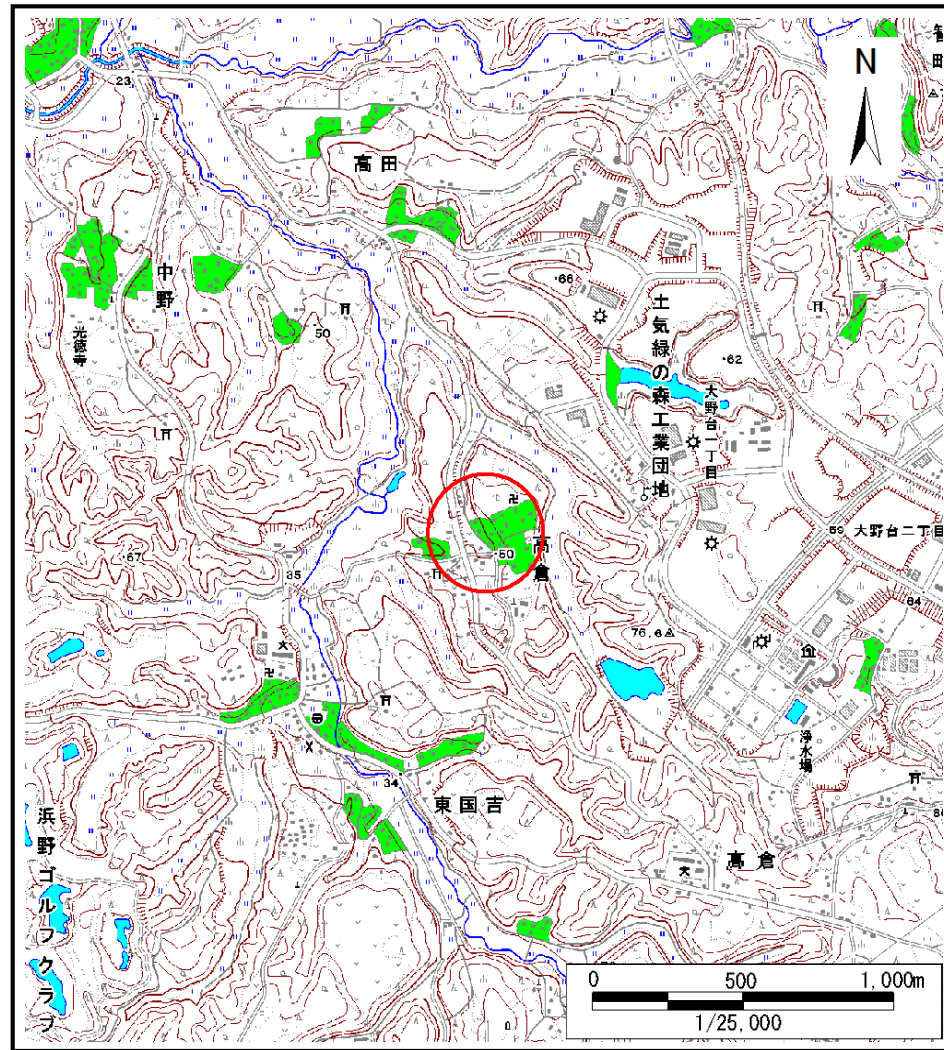 N
23
高田
中野
光徳寺
50
66
土気緑の森工業団地
62
大野台一丁目
59
大野台二丁目
67
高倉
50
35
64
76.6
浄水場
34
東国吉
高倉
浜野ゴルフクラブ
0 500 1,000m
1/25,000